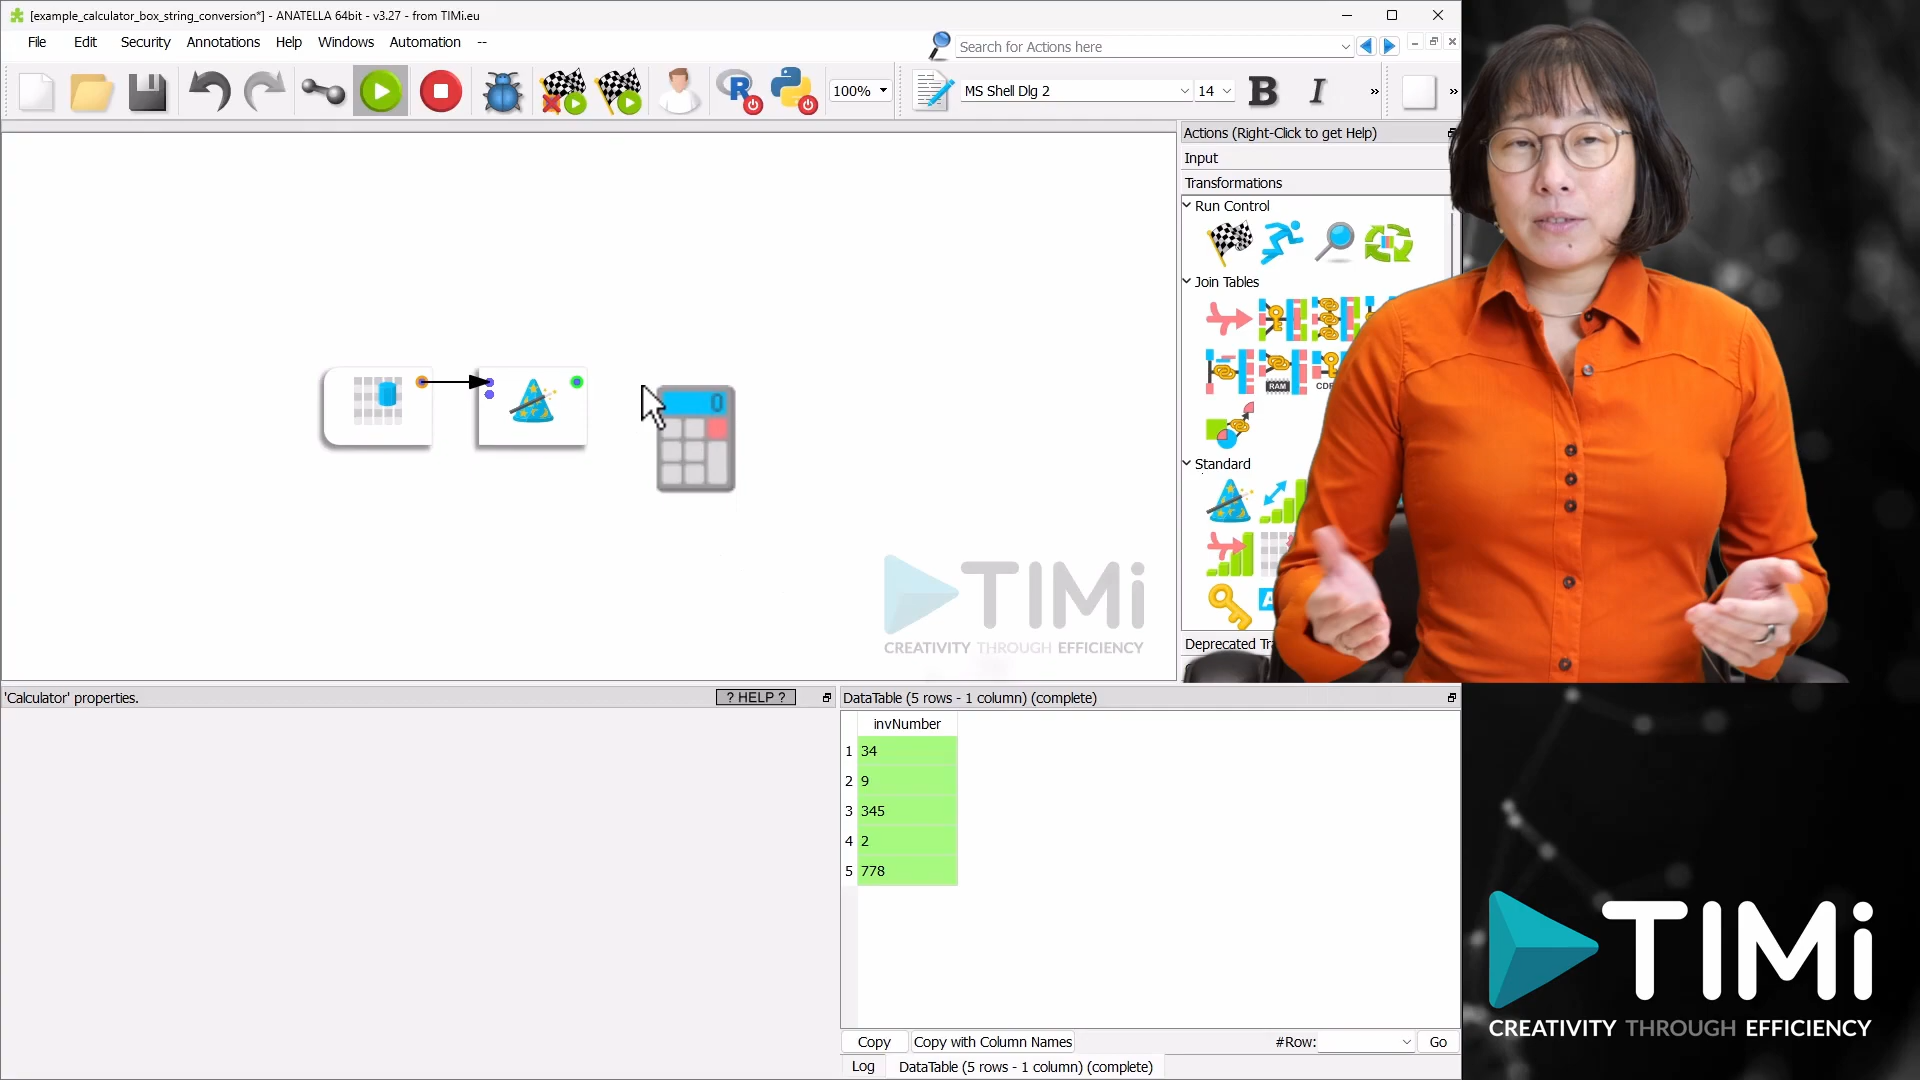 [example_calculator_box_string_conversion*] - ANATELLA 64bit - v3.27 - from TIMi.eu
File Edit Security Annotations Help Windows Automation --
Search for Actions here
R
100%
MS Shell Dlg 2
14
B I
»
»
Actions (Right-Click to get Help)
Input
Transformations
Run Control
Join Tables
RAM
Standard
0
TIMi
CREATIVITY THROUGH EFFICIENCY
'Calculator' properties.
? HELP ?
DataTable (5 rows - 1 column) (complete)
invNumber
1 34
2 9
3 345
4 2
5 778
Copy
Copy with Column Names
#Row:
Go
Log
DataTable (5 rows - 1 column) (complete)
TIMi
CREATIVITY THROUGH EFFICIENCY